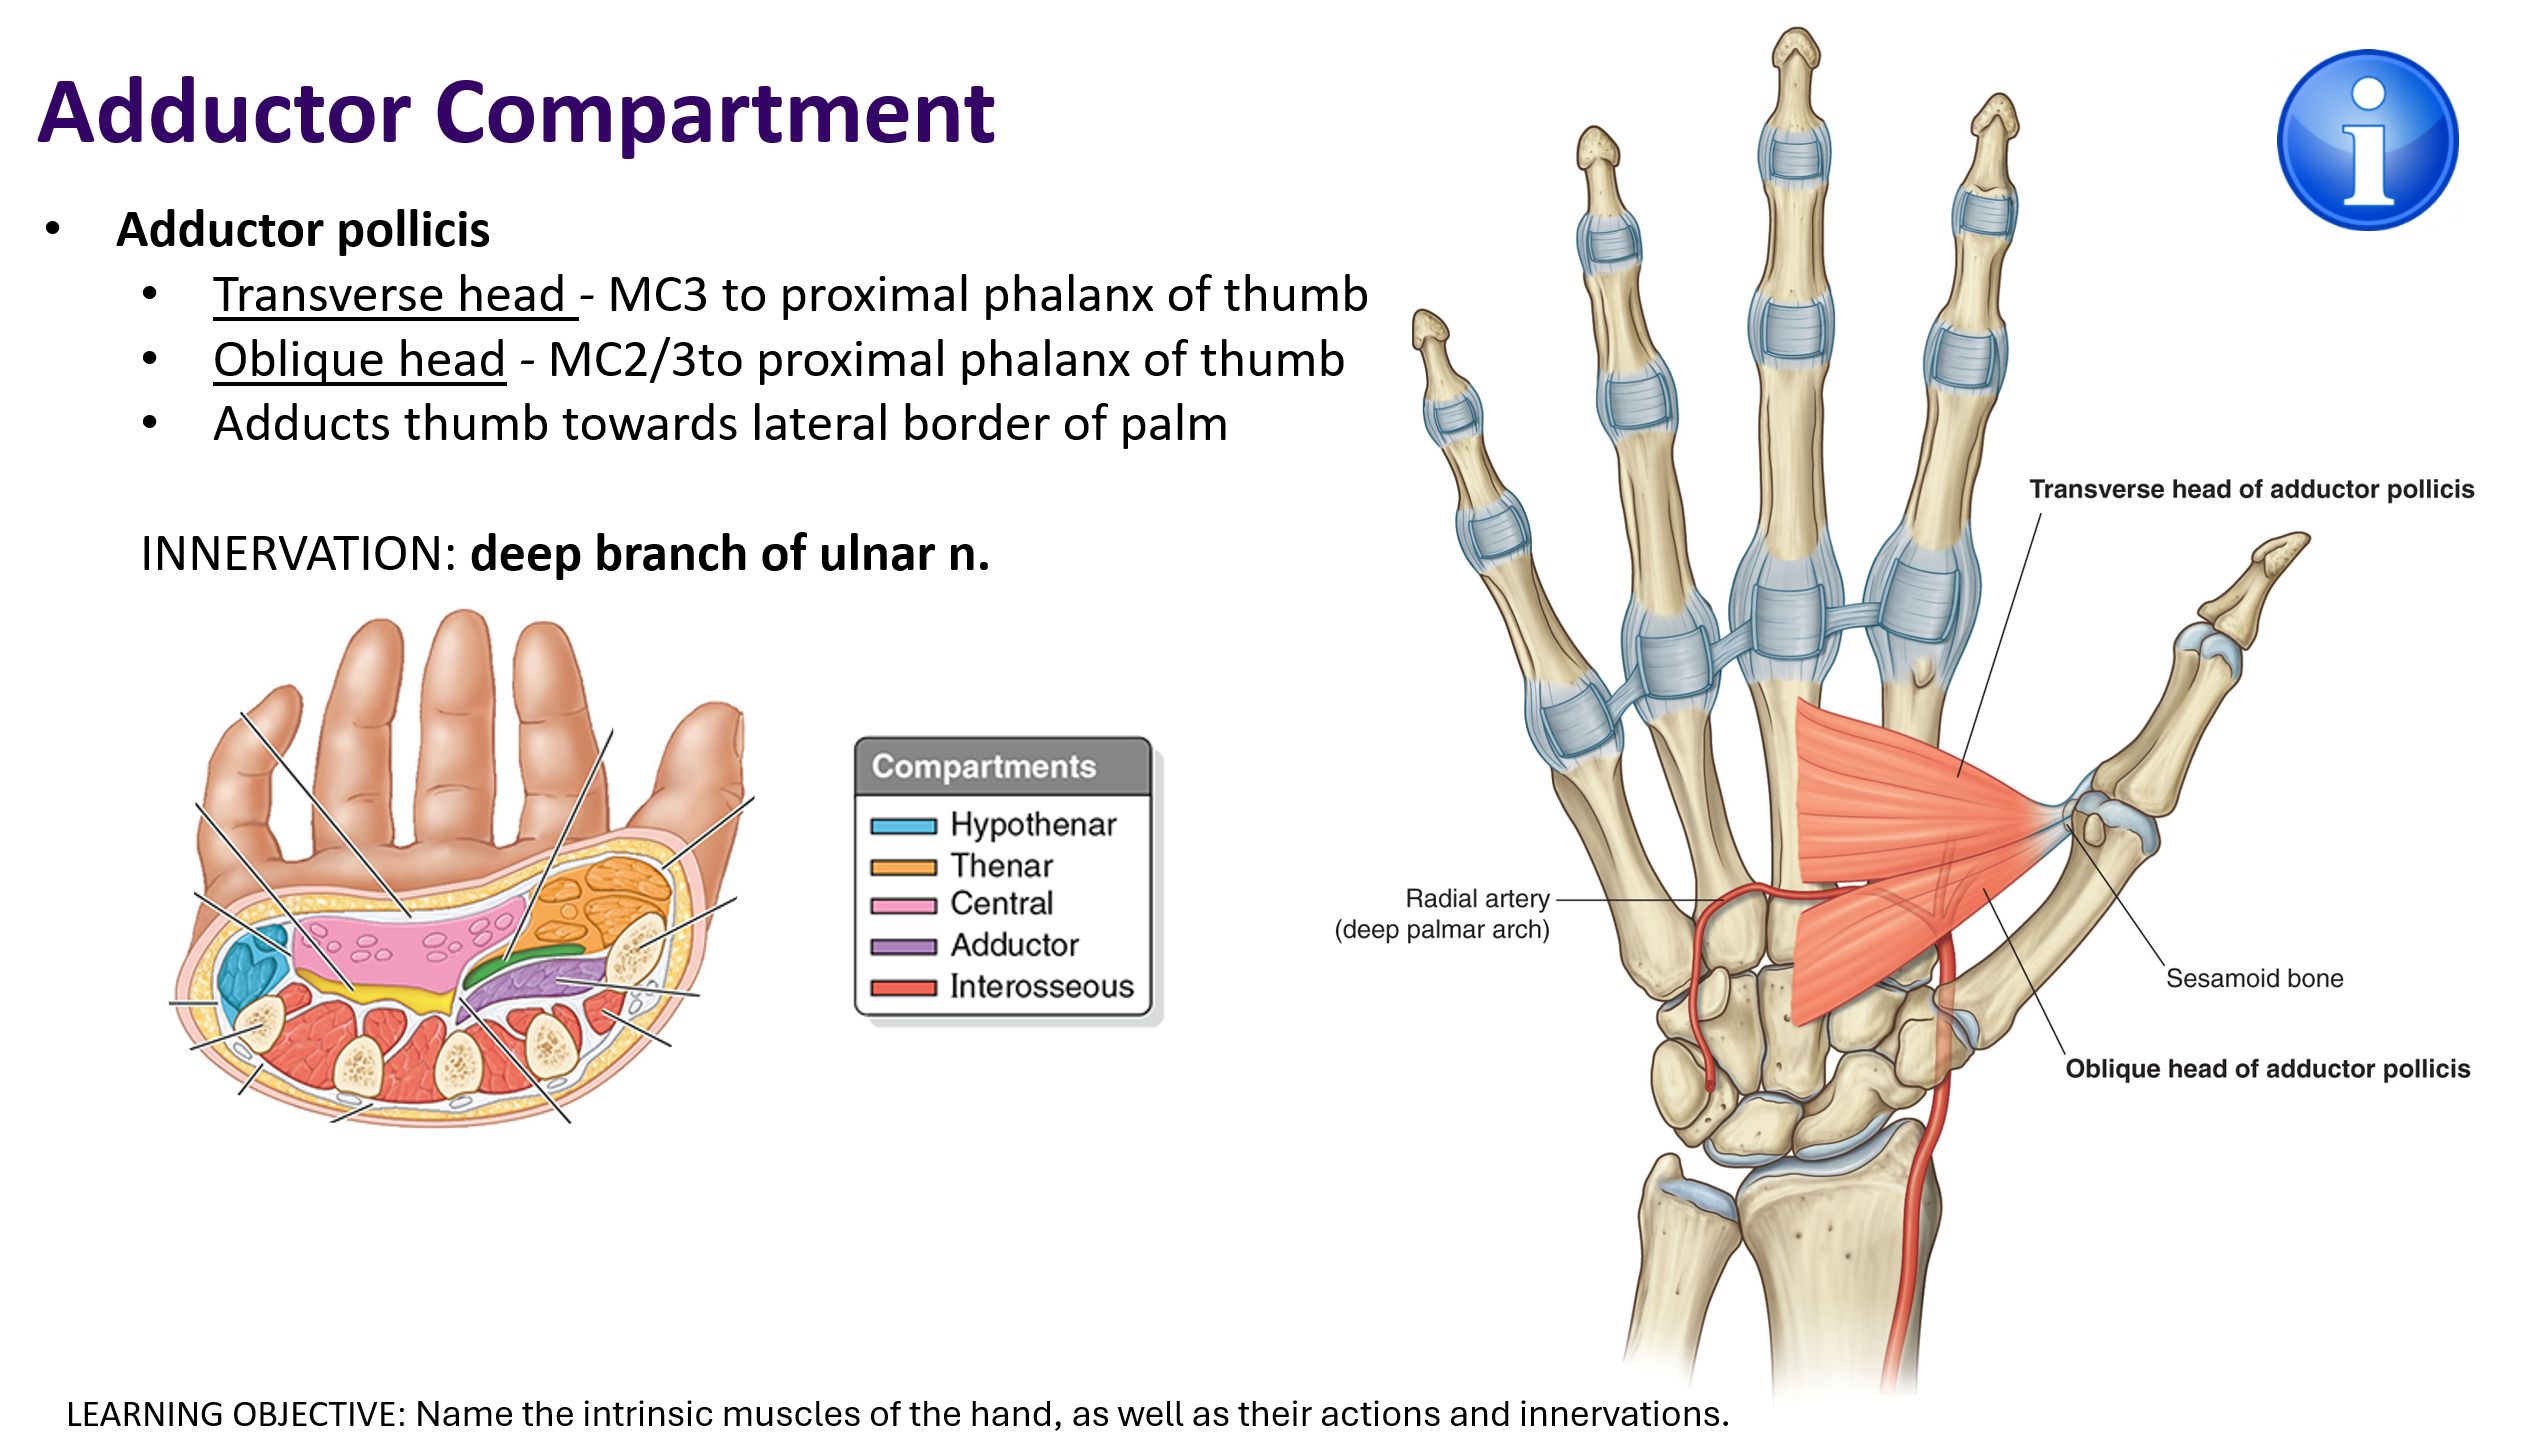 Adductor Compartment
• Adductor pollicis
• Transverse head - MC3 to proximal phalanx of thumb
• Oblique head - MC2/3to proximal phalanx of thumb
• Adducts thumb towards lateral border of palm
INNERVATION: deep branch of ulnar n.
Compartments
Hypothenar
Thenar
Central
Adductor
Interosseous
Transverse head of adductor pollicis
Radial artery
(deep palmar arch)
Sesamoid bone
Oblique head of adductor pollicis
i
LEARNING OBJECTIVE: Name the intrinsic muscles of the hand, as well as their actions and innervations.